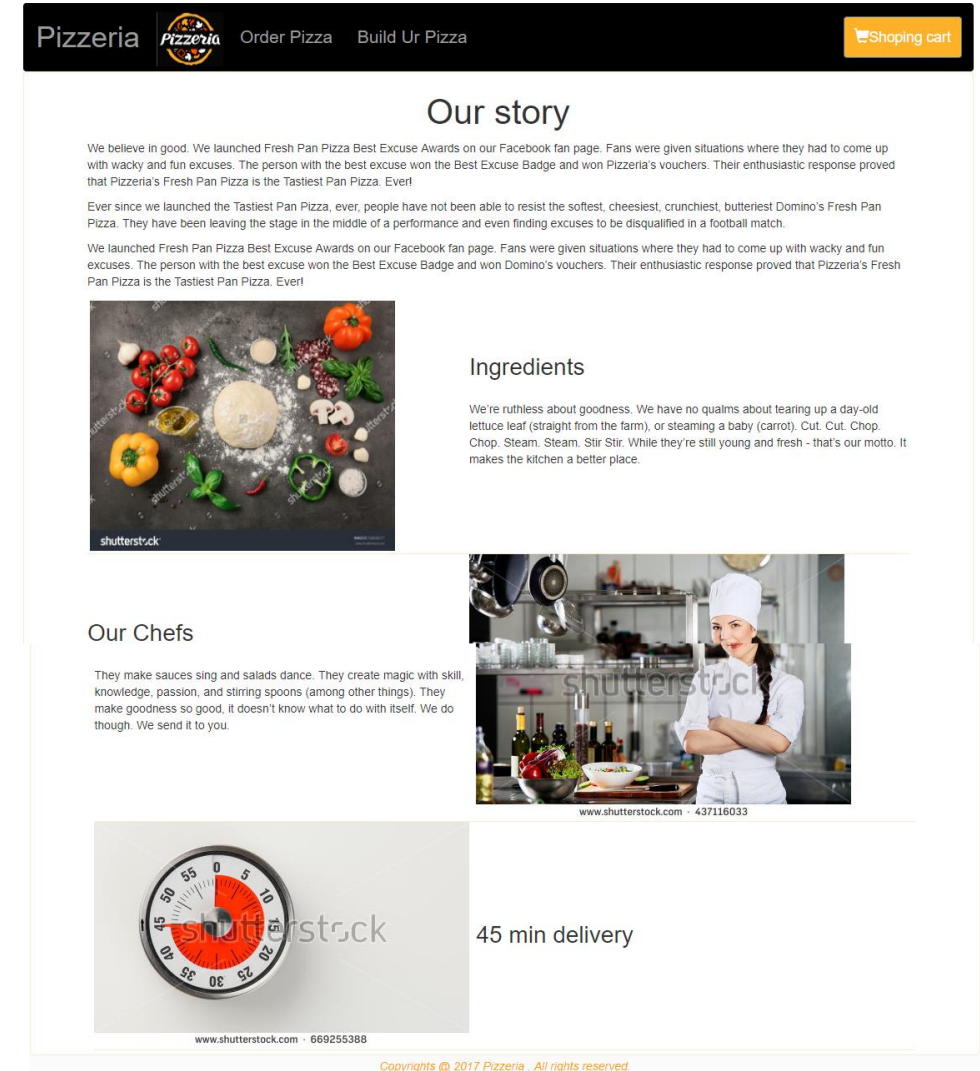 Pizzeria
Pizzeria
Order Pizza
Build Ur Pizza
Shoping cart
Our story
We believe in good. We launched Fresh Pan Pizza Best Excuse Awards on our Facebook fan page. Fans were given situations where they had to come up
with wacky and fun excuses. The person with the best excuse won the Best Excuse Badge and won Pizzeria's vouchers. Their enthusiastic response proved
that Pizzeria's Fresh Pan Pizza is the Tastiest Pan Pizza. Ever!
Ever since we launched the Tastiest Pan Pizza, ever, people have not been able to resist the softest, cheesiest, crunchiest, butteriest Domino's Fresh Pan
Pizza. They have been leaving the stage in the middle of a performance and even finding excuses to be disqualified in a football match.
We launched Fresh Pan Pizza Best Excuse Awards on our Facebook fan page. Fans were given situations where they had to come up with wacky and fun
excuses. The person with the best excuse won the Best Excuse Badge and won Domino's vouchers. Their enthusiastic response proved that Pizzeria's Fresh
Pan Pizza is the Tastiest Pan Pizza. Ever!
shutterstock
Ingredients
We're ruthless about goodness. We have no qualms about tearing up a day-old
lettuce leaf (straight from the farm), or steaming a baby (carrot). Cut. Cut. Chop.
Chop. Steam. Steam. Stir Stir. While they're still young and fresh - that's our motto. It
makes the kitchen a better place.
Our Chefs
They make sauces sing and salads dance. They create magic with skill,
knowledge, passion, and stirring spoons (among other things). They
make goodness so good, it doesn't know what to do with itself. We do
though. We send it to you.
shutterstock
www.shutterstock.com · 437116033
55 0 5 10 15 20 25 30 35 40 45 50
shutterstock
www.shutterstock.com · 669255388
45 min delivery
Copyrights @ 2017 Pizzeria . All rights reserved.